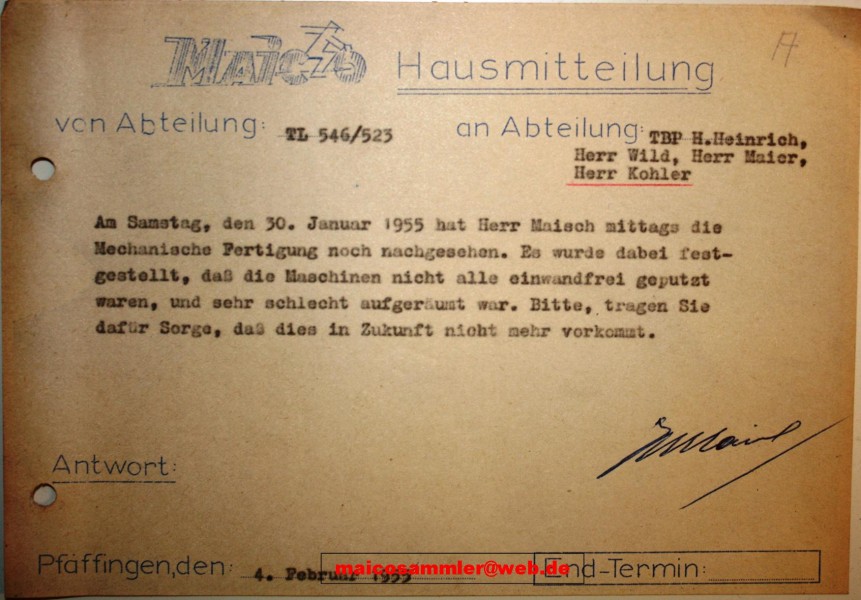 Maico Hausmitteilung
von Abteilung: TL 546/523 an Abteilung: TBP H.Heinrich,
Herr Wild, Herr Maier,
Herr Kohler
Am Samstag, den 30. Januar 1955 hat Herr Maisch mittags die
Mechanische Fertigung noch nachgesehen. Es wurde dabei fest-
gestellt, daß die Maschinen nicht alle einwandfrei geputzt
waren, und sehr schlecht aufgeräumt war. Bitte, tragen Sie
dafür Sorge, daß dies in Zukunft nicht mehr vorkommt.
Antwort:
Pfäffingen, den: 4. Februar 1955 End-Termin:
maicosammler@web.de